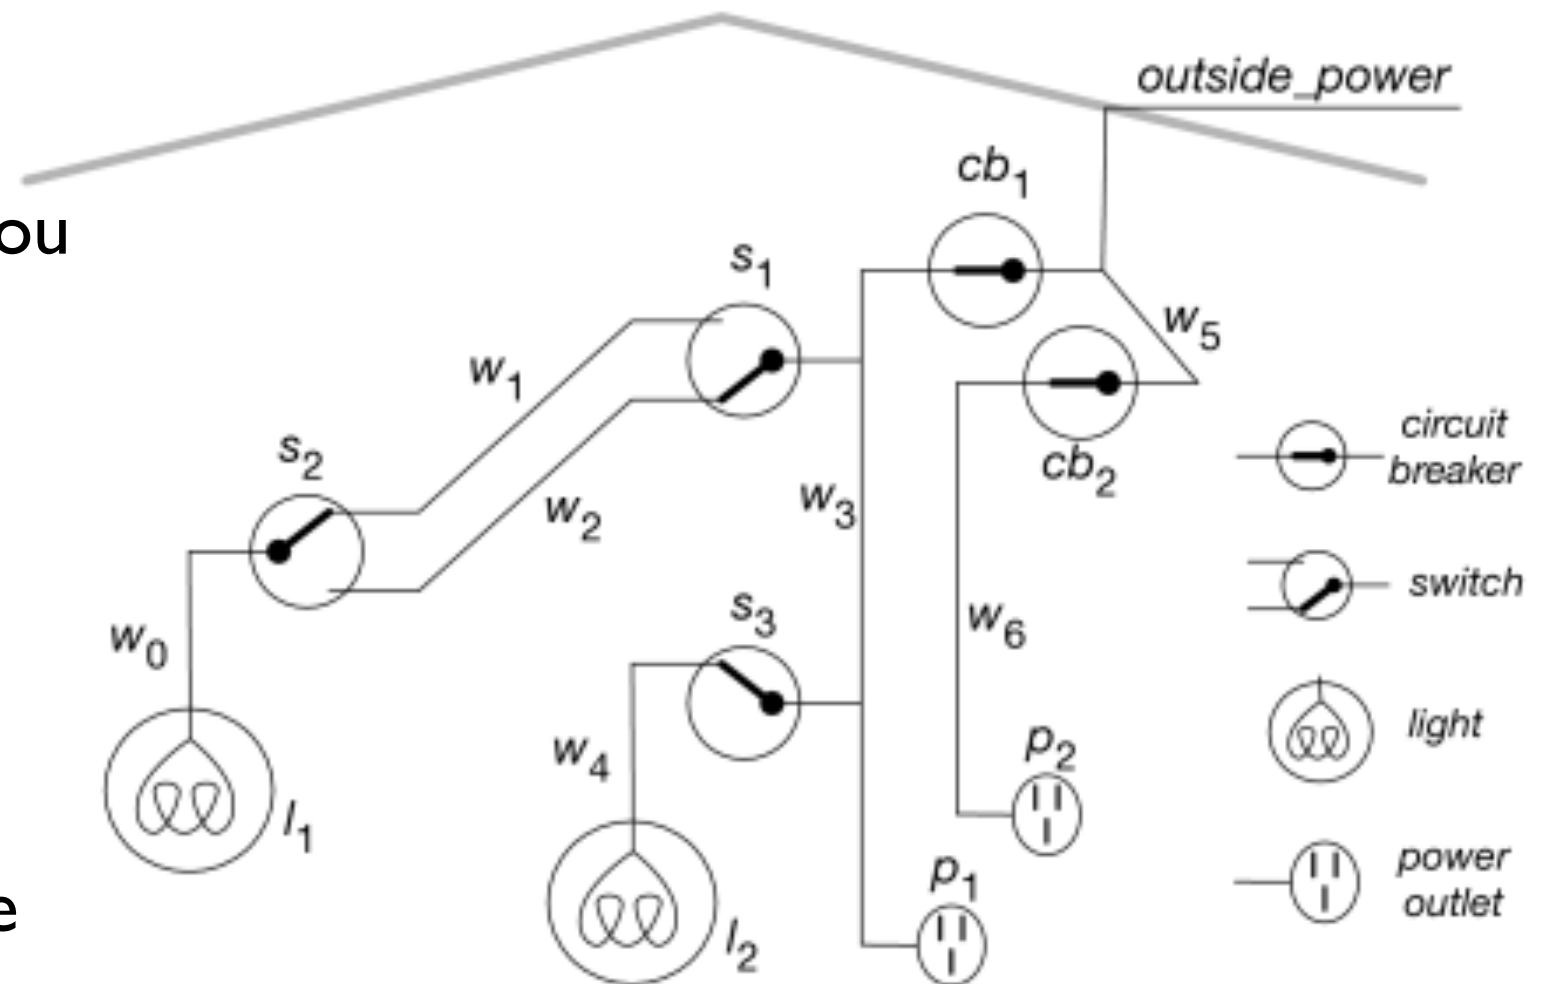 outside_power
cb1
ou
s1
w5
w1
s2
circuit
breaker
cb2
w3
w2
switch
s3
w6
w0
light
p2
w4
l1
power
outlet
p1
e
l2